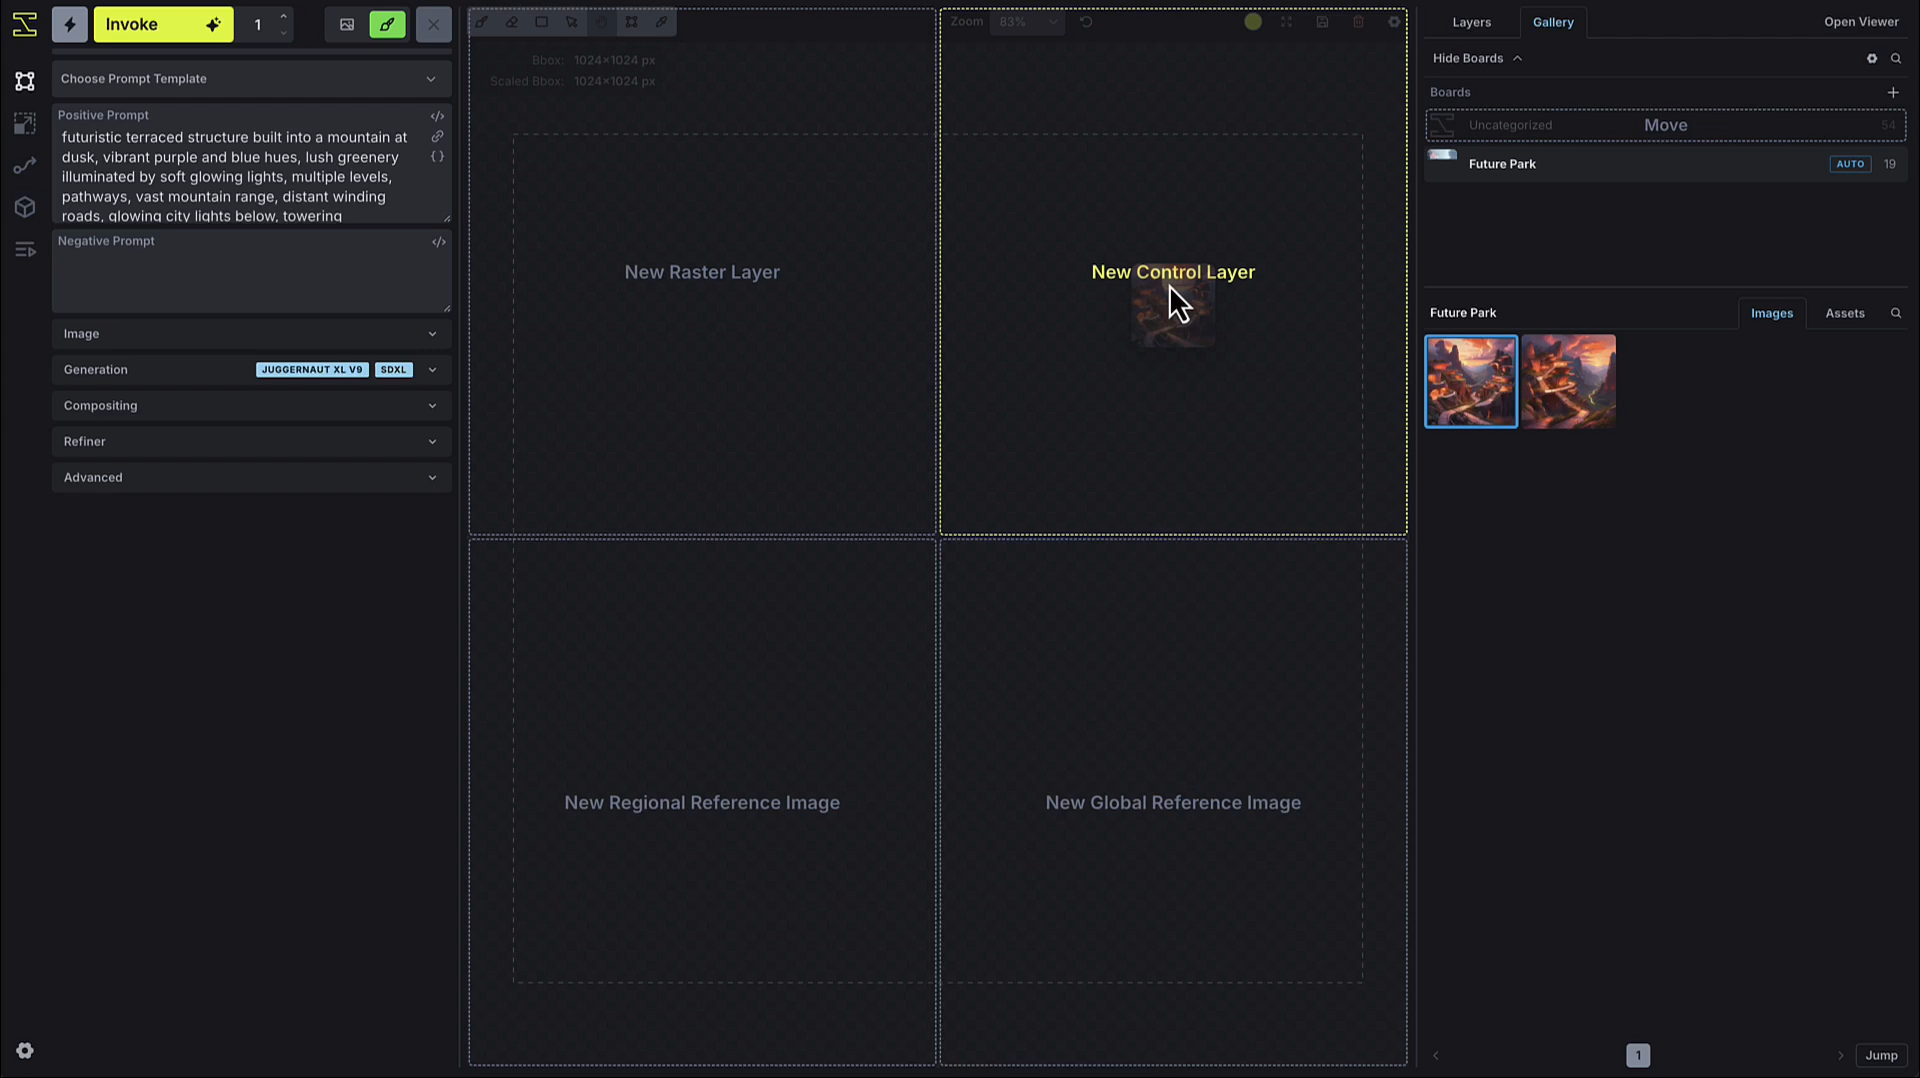 Invoke
1
Choose Prompt Template
Positive Prompt
futuristic terraced structure built into a mountain at
dusk, vibrant purple and blue hues, lush greenery
illuminated by soft glowing lights, multiple levels,
pathways, vast mountain range, distant winding
roads, glowing city lights below, towering
Negative Prompt
Image
Generation
JUGGERNAUT XL V9
SDXL
Compositing
Refiner
Advanced
Zoom
83%
Bbox: 1024×1024 px
Scaled Bbox: 1024×1024 px
New Raster Layer
New Control Layer
New Regional Reference Image
New Global Reference Image
Layers
Gallery
Open Viewer
Hide Boards
Boards
Uncategorized
Move
54
Future Park
AUTO
19
Future Park
Images
Assets
1
Jump